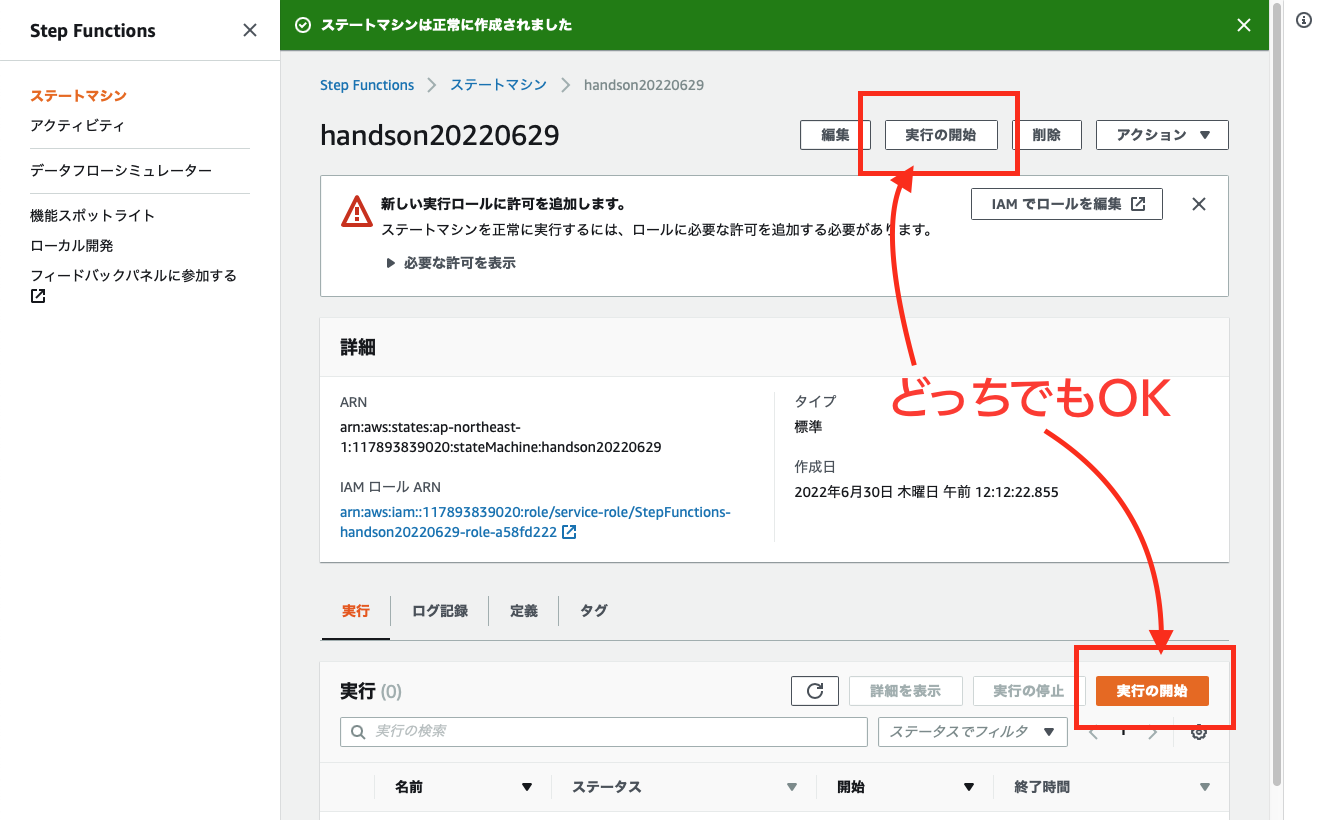 Step Functions
ステートマシン
アクティビティ
データフローシミュレーター
機能スポットライト
ローカル開発
フィードバックパネルに参加する
ステートマシンは正常に作成されました
Step Functions ステートマシン handson20220629
handson20220629
編集 実行の開始 削除 アクション
新しい実行ロールに許可を追加します。
IAM でロールを編集
ステートマシンを正常に実行するには、ロールに必要な許可を追加する必要があります。
必要な許可を表示
詳細
ARN
arn:aws:states:ap-northeast-
1:117893839020:stateMachine:handson20220629
IAM ロール ARN
arn:aws:iam::117893839020:role/service-role/StepFunctions-
handson20220629-role-a58fd222
タイプ
標準
作成日
2022年6月30日 木曜日 午前 12:12:22.855
どっちでもOK
実行 ログ記録 定義 タグ
実行 (0)
詳細を表示 実行の停止 実行の開始
実行の検索 ステータスでフィルタ 1
名前 ステータス 開始 終了時間